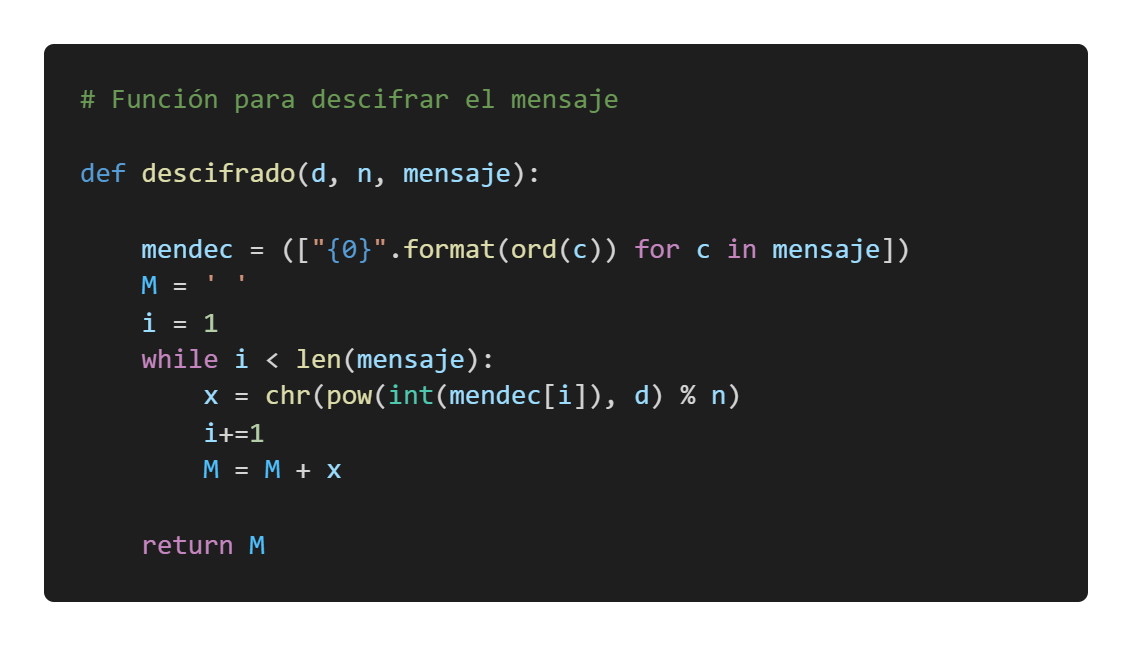 # Función para descifrar el mensaje
def descifrado(d, n, mensaje):
    mendec = (["{0}".format(ord(c)) for c in mensaje])
    M = ' '
    i = 1
    while i < len(mensaje):
        x = chr(pow(int(mendec[i]), d) % n)
        i+=1
        M = M + x
    return M